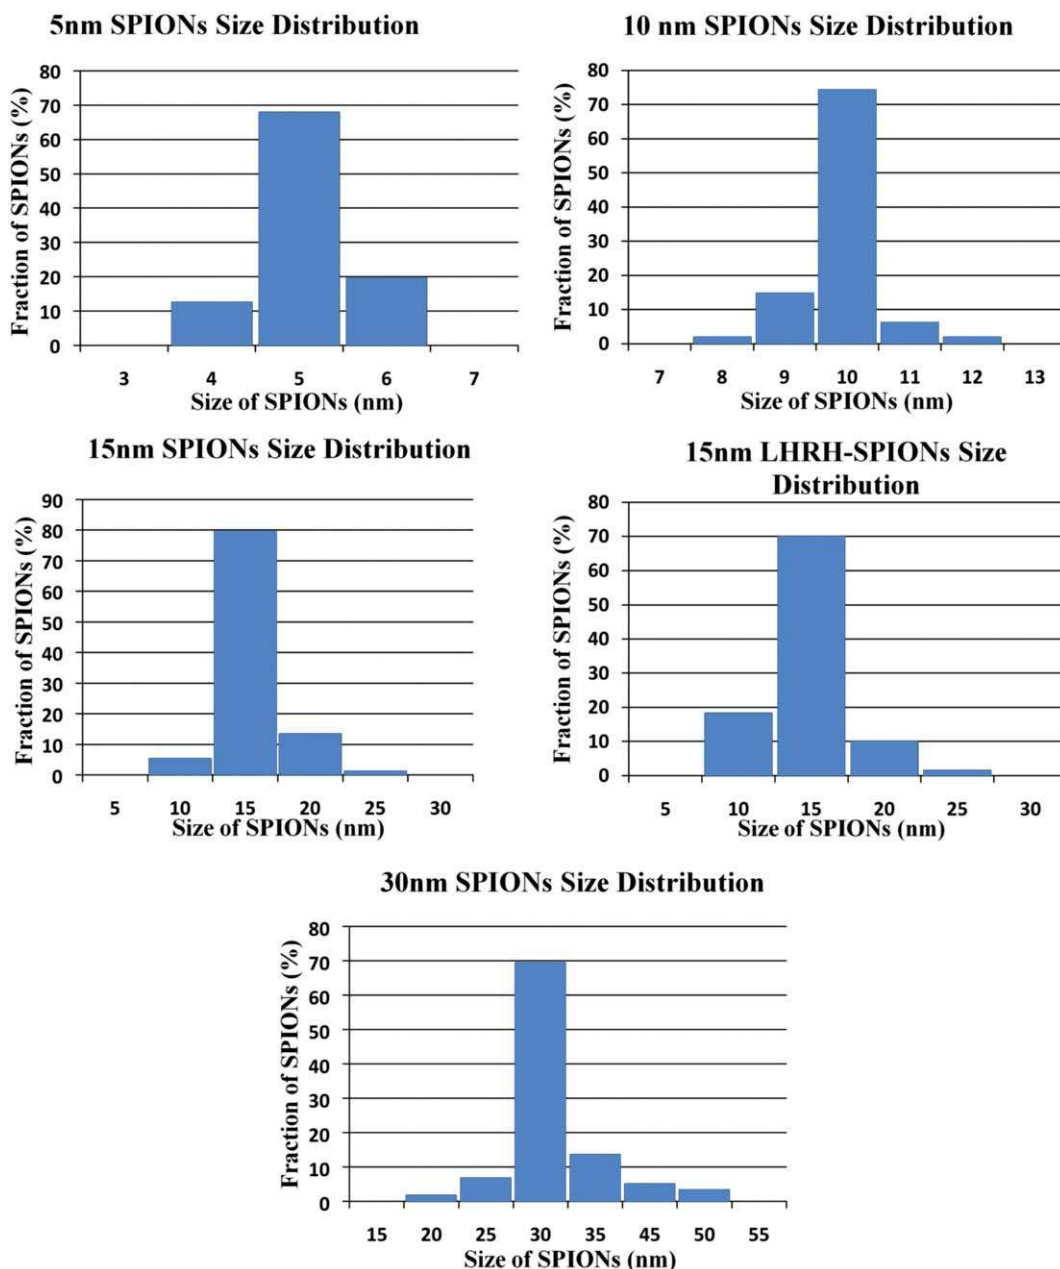 5nm SPIONs Size Distribution
Fraction of SPIONs (%)
80
70
60
50
40
30
20
10
0
3 4 5 6 7
Size of SPIONs (nm)
10 nm SPIONs Size Distribution
Fraction of SPIONs (%)
80
70
60
50
40
30
20
10
0
7 8 9 10 11 12 13
Size of SPIONs (nm)
15nm SPIONs Size Distribution
Fraction of SPIONs (%)
90
80
70
60
50
40
30
20
10
0
5 10 15 20 25 30
Size of SPIONs (nm)
15nm LHRH-SPIONs Size
Distribution
Fraction of SPIONs (%)
80
70
60
50
40
30
20
10
0
5 10 15 20 25 30
Size of SPIONs (nm)
30nm SPIONs Size Distribution
Fraction of SPIONs (%)
80
70
60
50
40
30
20
10
0
15 20 25 30 35 45 50 55
Size of SPIONs (nm)